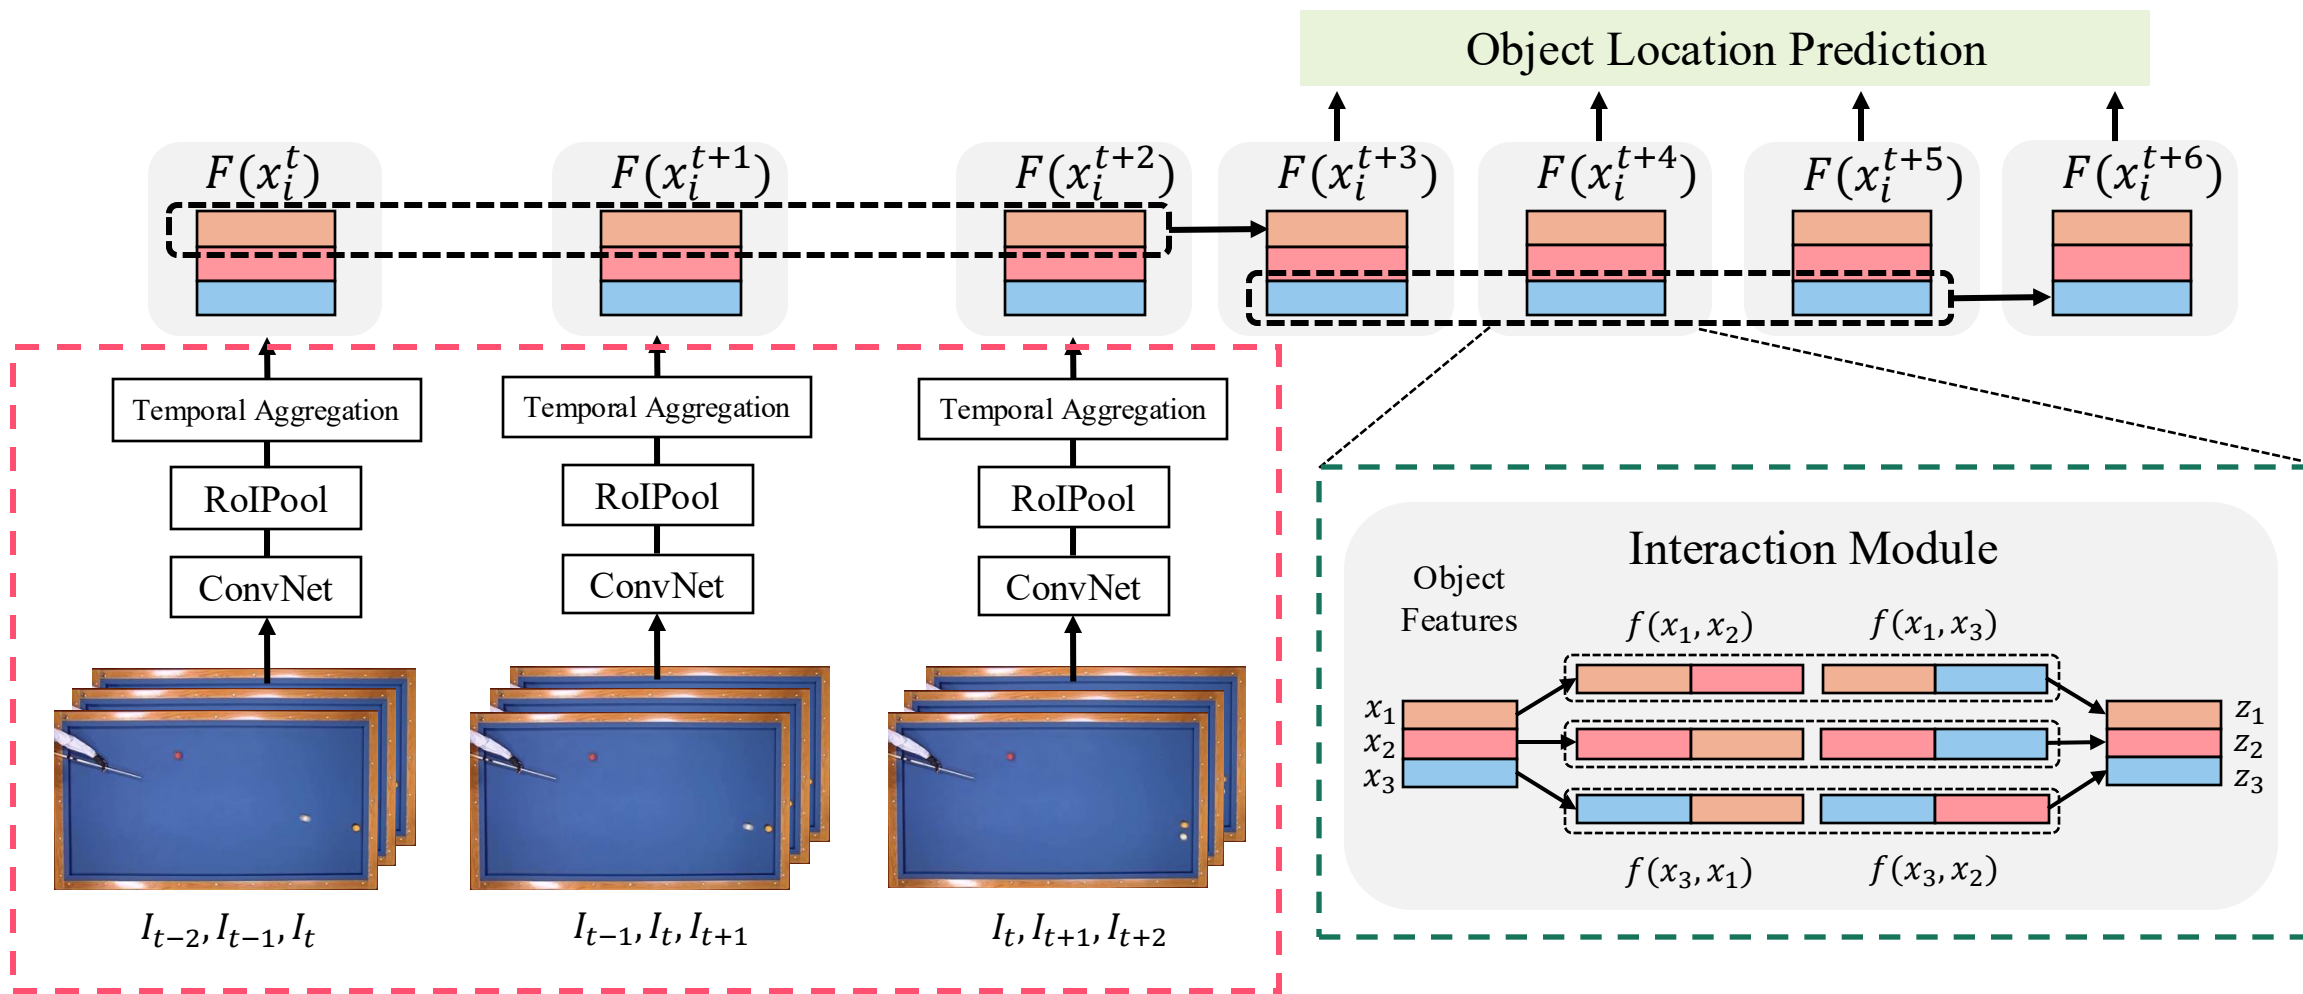 Object Location Prediction
F(x_i^t)
F(x_i^{t+1})
F(x_i^{t+2})
F(x_i^{t+3})
F(x_i^{t+4})
F(x_i^{t+5})
F(x_i^{t+6})
Temporal Aggregation
Temporal Aggregation
Temporal Aggregation
RoIPool
RoIPool
RoIPool
ConvNet
ConvNet
ConvNet
I_{t−2}, I_{t−1}, I_t
I_{t−1}, I_t, I_{t+1}
I_t, I_{t+1}, I_{t+2}
Interaction Module
Object
Features
f(x_1, x_2)
f(x_1, x_3)
x_1
x_2
x_3
z_1
z_2
z_3
f(x_3, x_1)
f(x_3, x_2)